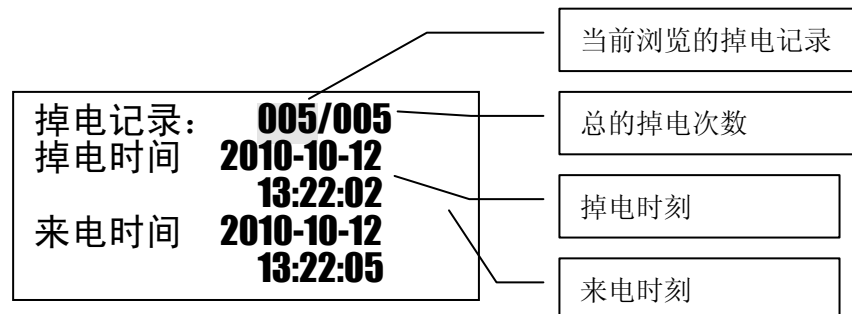 掉电记录： 005/005
掉电时间 2010-10-12
13:22:02
来电时间 2010-10-12
13:22:05
当前浏览的掉电记录
总的掉电次数
掉电时刻
来电时刻